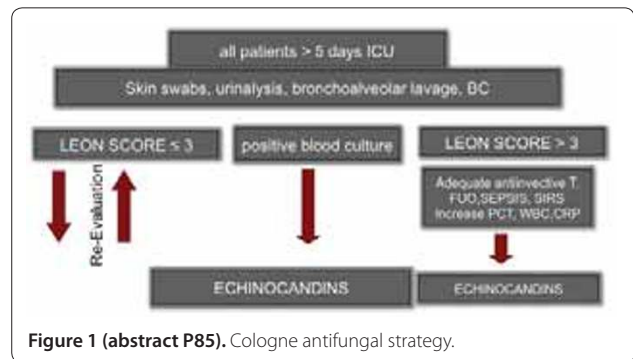 all patients > 5 days ICU
Skin swabs, urinalysis, bronchoalveolar lavage, BC
LEON SCORE ≤ 3
positive blood culture
LEON SCORE > 3
Re-Evaluation
Adequate antiinvective T.
FUO,SEPSIS, SIRS
Increase PCT, WBC,CRP
ECHINOCANDINS
ECHINOCANDINS
Figure 1 (abstract P85). Cologne antifungal strategy.